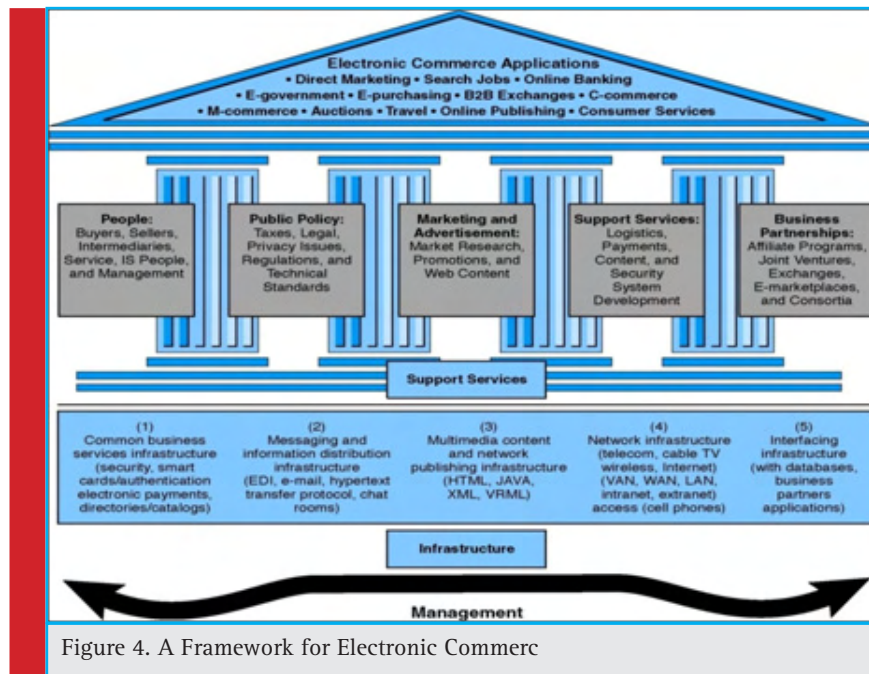 Electronic Commerce Applications
• Direct Marketing • Search Jobs • Online Banking
• E-government • E-purchasing • B2B Exchanges • C-commerce
• M-commerce • Auctions • Travel • Online Publishing • Consumer Services
People:
Buyers, Sellers,
Intermediaries,
Service, IS People,
and Management
Public Policy:
Taxes, Legal,
Privacy Issues,
Regulations, and
Technical
Standards
Marketing and
Advertisement:
Market Research,
Promotions, and
Web Content
Support Services:
Logistics,
Payments,
Content, and
Security
System
Development
Business
Partnerships:
Affiliate Programs,
Joint Ventures,
Exchanges,
E-marketplaces,
and Consortia
Support Services
(1)
Common business
services infrastructure
(security, smart
cards/authentication
electronic payments,
directories/catalogs)
(2)
Messaging and
information distribution
infrastructure
(EDI, e-mail, hypertext
transfer protocol, chat
rooms)
(3)
Multimedia content
and network
publishing infrastructure
(HTML, JAVA,
XML, VRML)
(4)
Network infrastructure
(telecom, cable TV
wireless, Internet)
(VAN, WAN, LAN,
intranet, extranet)
access (cell phones)
(5)
Interfacing
infrastructure
(with databases,
business
partners
applications)
Infrastructure
Management
Figure 4. A Framework for Electronic Commerc